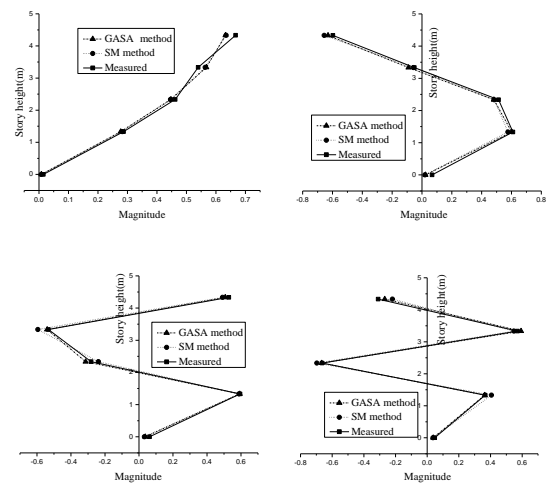 5
4
3
2
1
0
Story height(m)
GASA method
SM method
Measured
0.0 0.1 0.2 0.3 0.4 0.5 0.6 0.7
Magnitude
5
4
3
2
1
0
Story height(m)
GASA method
SM method
Measured
-0.8 -0.6 -0.4 -0.2 0.0 0.2 0.4 0.6 0.8
Magnitude
5
4
3
2
1
0
Story height(m)
GASA method
SM method
Measured
-0.6 -0.4 -0.2 0.0 0.2 0.4 0.6
Magnitude
5
4
3
2
1
0
Story height(m)
GASA method
SM method
Measured
-0.8 -0.6 -0.4 -0.2 0.0 0.2 0.4 0.6
Magnitude